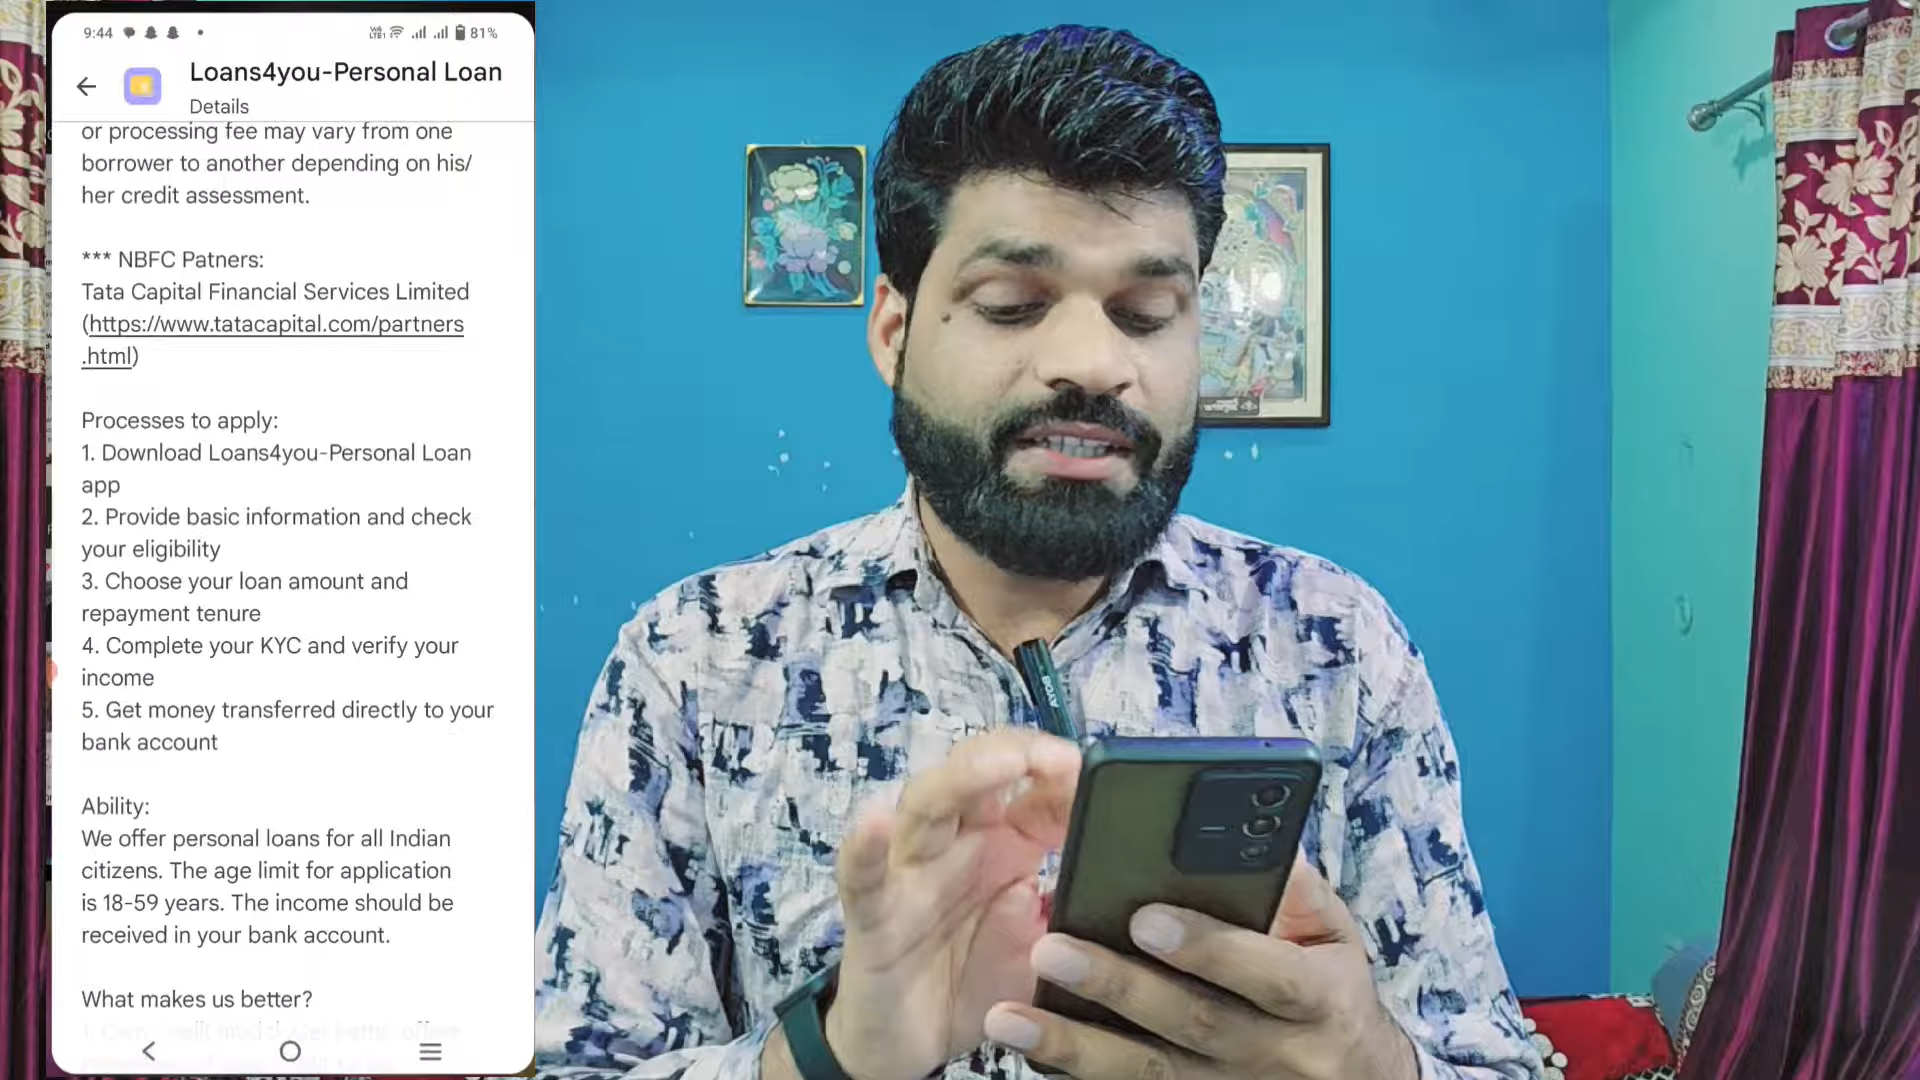 9:44
81%
Loans4you-Personal Loan
Details
or processing fee may vary from one
borrower to another depending on his/
her credit assessment.
*** NBFC Patners:
Tata Capital Financial Services Limited
(https://www.tatacapital.com/partners
.html)
Processes to apply:
1. Download Loans4you-Personal Loan
app
2. Provide basic information and check
your eligibility
3. Choose your loan amount and
repayment tenure
4. Complete your KYC and verify your
income
5. Get money transferred directly to your
bank account
Ability:
We offer personal loans for all Indian
citizens. The age limit for application
is 18-59 years. The income should be
received in your bank account.
What makes us better?